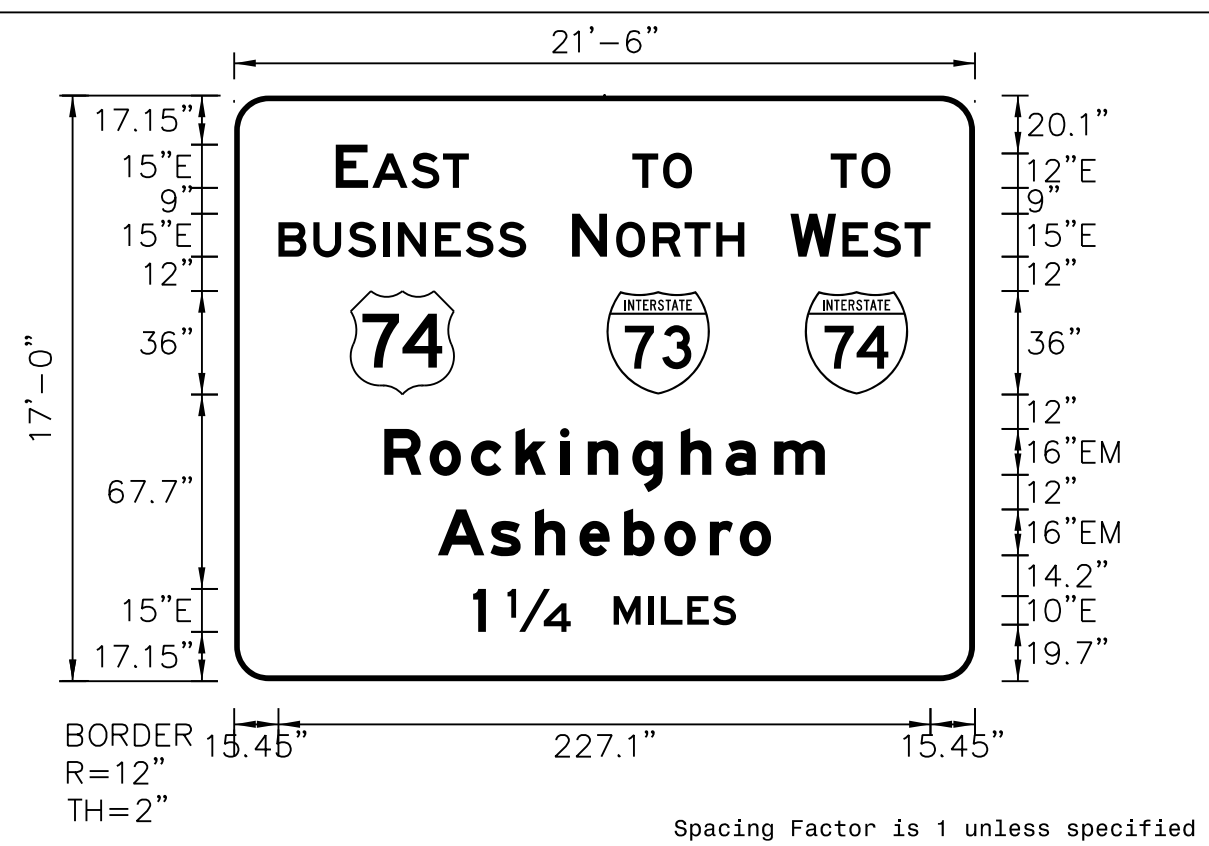 21'-6"
17'-0"
17.15"
15"E
9"
15"E
12"
36"
67.7"
15"E
17.15"
EAST TO TO
BUSINESS NORTH WEST
74 INTERSTATE 73 INTERSTATE 74
Rockingham
Asheboro
1 1/4 MILES
20.1"
12"E
9"
15"E
12"
36"
12"
16"EM
12"
16"EM
14.2"
10"E
19.7"
15.45" 227.1" 15.45"
BORDER
R=12"
TH=2"
Spacing Factor is 1 unless specified